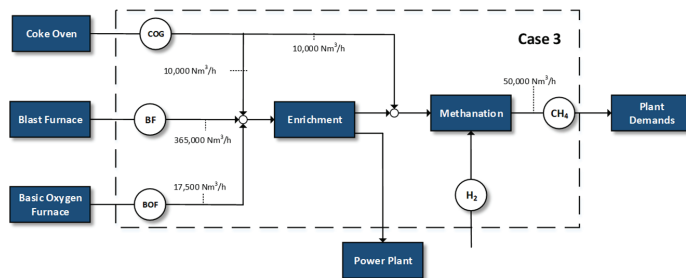 Coke Oven
COG
10,000 Nm³/h
Case 3
10,000 Nm³/h
50,000 Nm³/h
Blast Furnace
BF
365,000 Nm³/h
Enrichment
Methanation
CH₄
Plant
Demands
17,500 Nm³/h
Basic Oxygen
Furnace
BOF
H₂
Power Plant